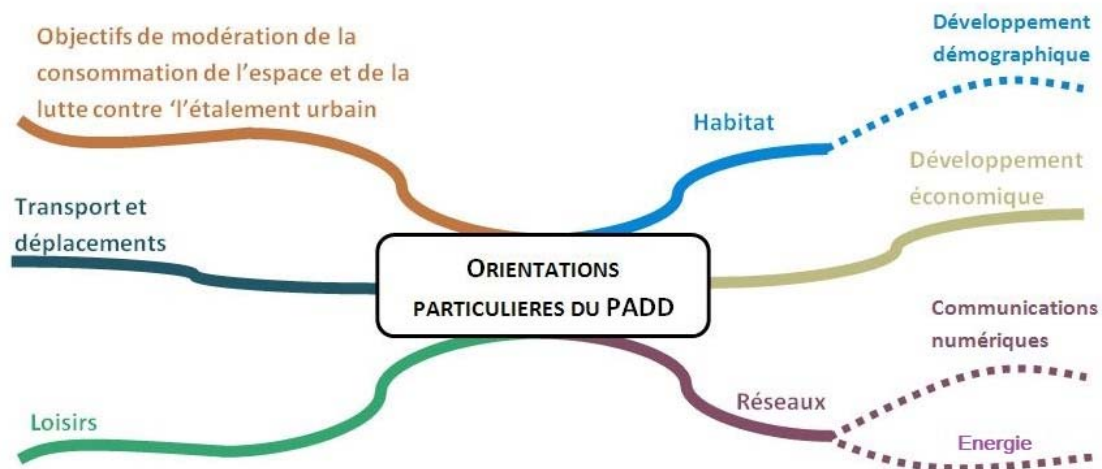 Objectifs de modération de la
consommation de l'espace et de la
lutte contre ‘l'étalement urbain
Transport et
déplacements
Loisirs
ORIENTATIONS
PARTICULIERES DU PADD
Habitat
Développement
démographique
Développement
économique
Réseaux
Communications
numériques
Energie